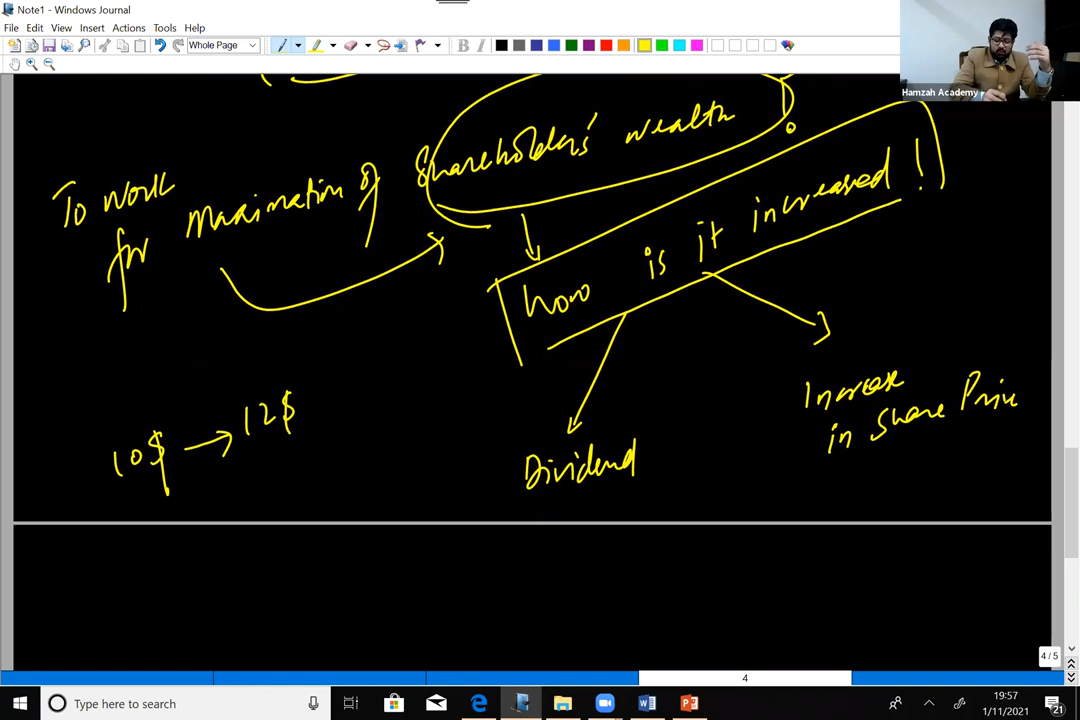 Note1 - Windows Journal
File Edit View Insert Actions Tools Help
Whole Page
B I
Hamzah Academy
Shareholders' wealth ?
To work
for maximation of
how is it increased !
10$ → 12$
Increase
in Share Price
Dividend
4/5
4
Type here to search
19:57
1/11/2021
21